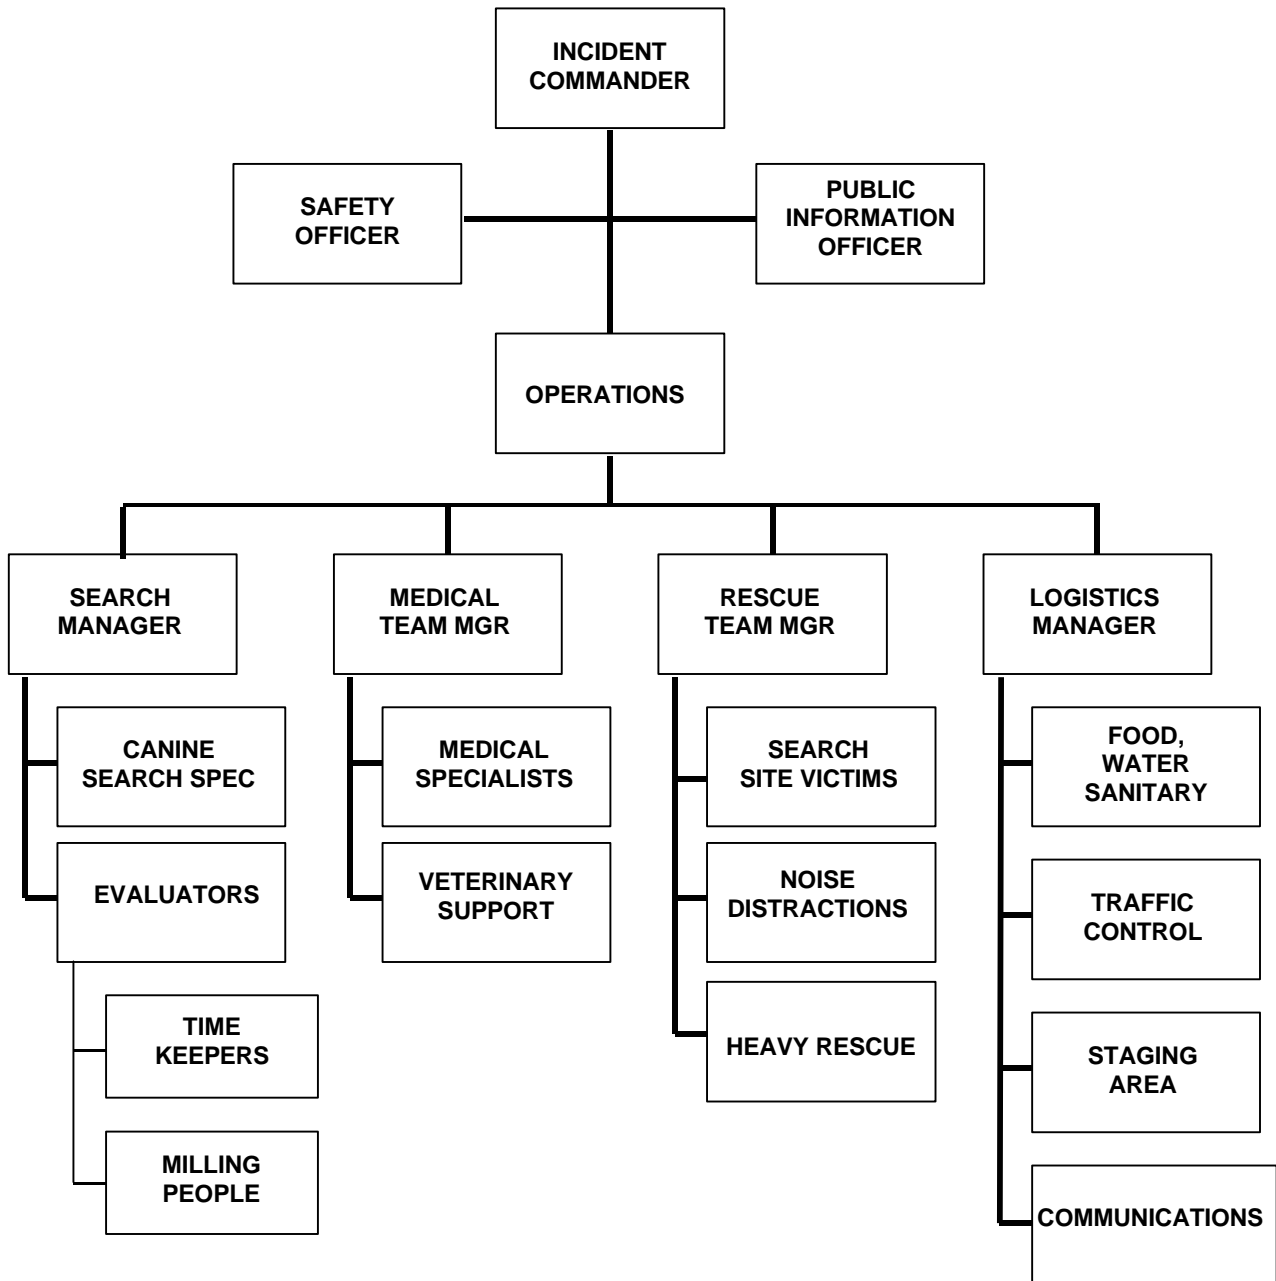 INCIDENT
COMMANDER
SAFETY
OFFICER
PUBLIC
INFORMATION
OFFICER
OPERATIONS
SEARCH
MANAGER
MEDICAL
TEAM MGR
RESCUE
TEAM MGR
LOGISTICS
MANAGER
CANINE
SEARCH SPEC
EVALUATORS
TIME
KEEPERS
MILLING
PEOPLE
MEDICAL
SPECIALISTS
VETERINARY
SUPPORT
SEARCH
SITE VICTIMS
NOISE
DISTRACTIONS
HEAVY RESCUE
FOOD,
WATER
SANITARY
TRAFFIC
CONTROL
STAGING
AREA
COMMUNICATIONS